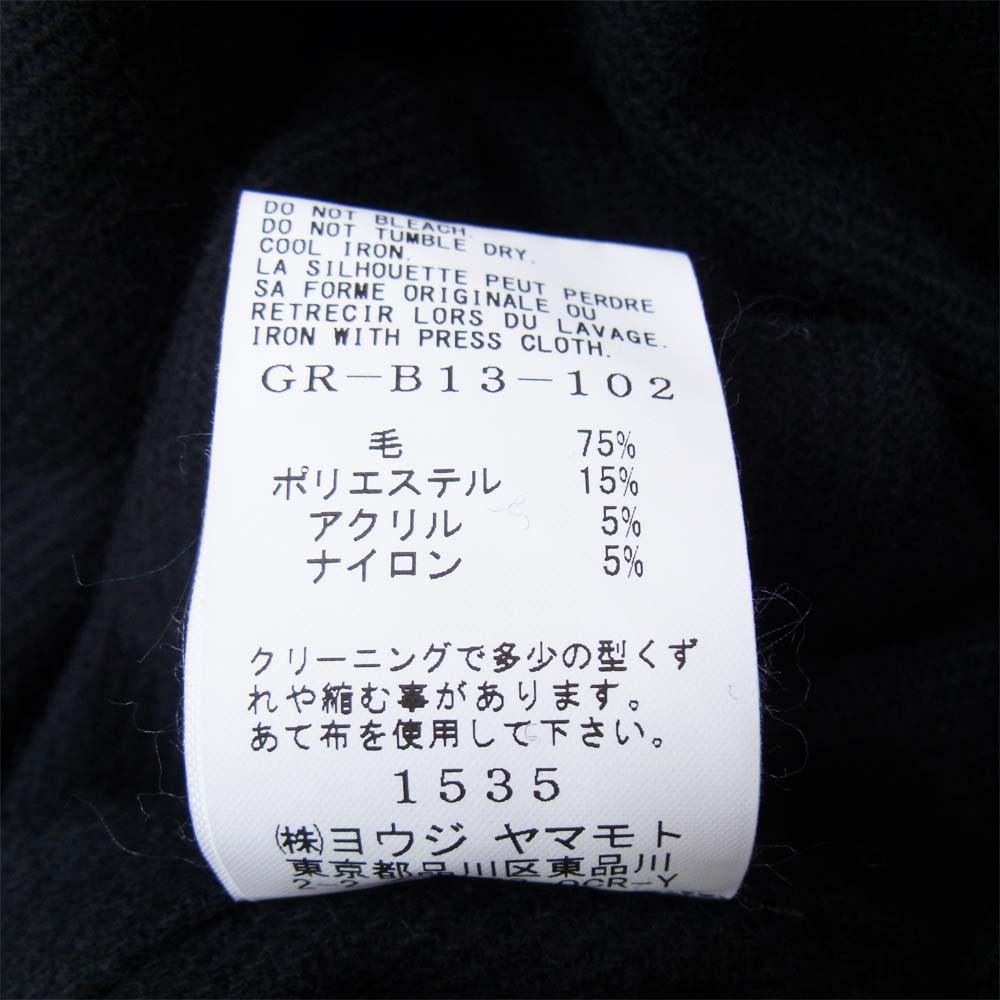 DO NOT BLEACH.
DO NOT TUMBLE DRY.
COOL IRON.
LA SILHOUETTE PEUT PERDRE
SA FORME ORIGINALE OU
RETRECIR LORS DU LAVAGE.
IRON WITH PRESS CLOTH.
GR-B13-102
毛 75%
ポリエステル 15%
アクリル 5%
ナイロン 5%
クリーニングで多少の型くず
れや縮む事があります。
あて布を使用して下さい。
1535
㈱ヨウジ ヤマモト
東京都品川区東品川
OCR-Y